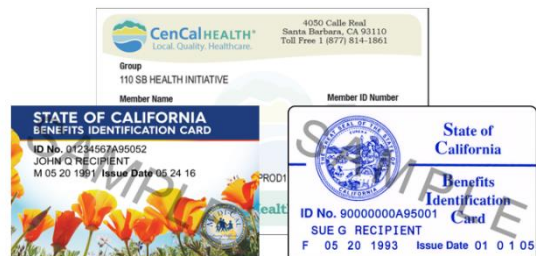 CenCal HEALTH®
Local. Quality. Healthcare.
4050 Calle Real
Santa Barbara, CA 93110
Toll Free 1 (877) 814-1861
Group
110 SB HEALTH INITIATIVE
Member Name
Member ID Number
STATE OF CALIFORNIA
BENEFITS IDENTIFICATION CARD
ID No. 01234567A95052
JOHN Q RECIPIENT
M 05 20 1991 Issue Date 05 24 16
SAMPLE
PROD1
State of
California
Benefits
Identification
Card
ID No. 90000000A95001
SUE G RECIPIENT
F 05 20 1993 Issue Date 01 0 1 05
SAMPLE